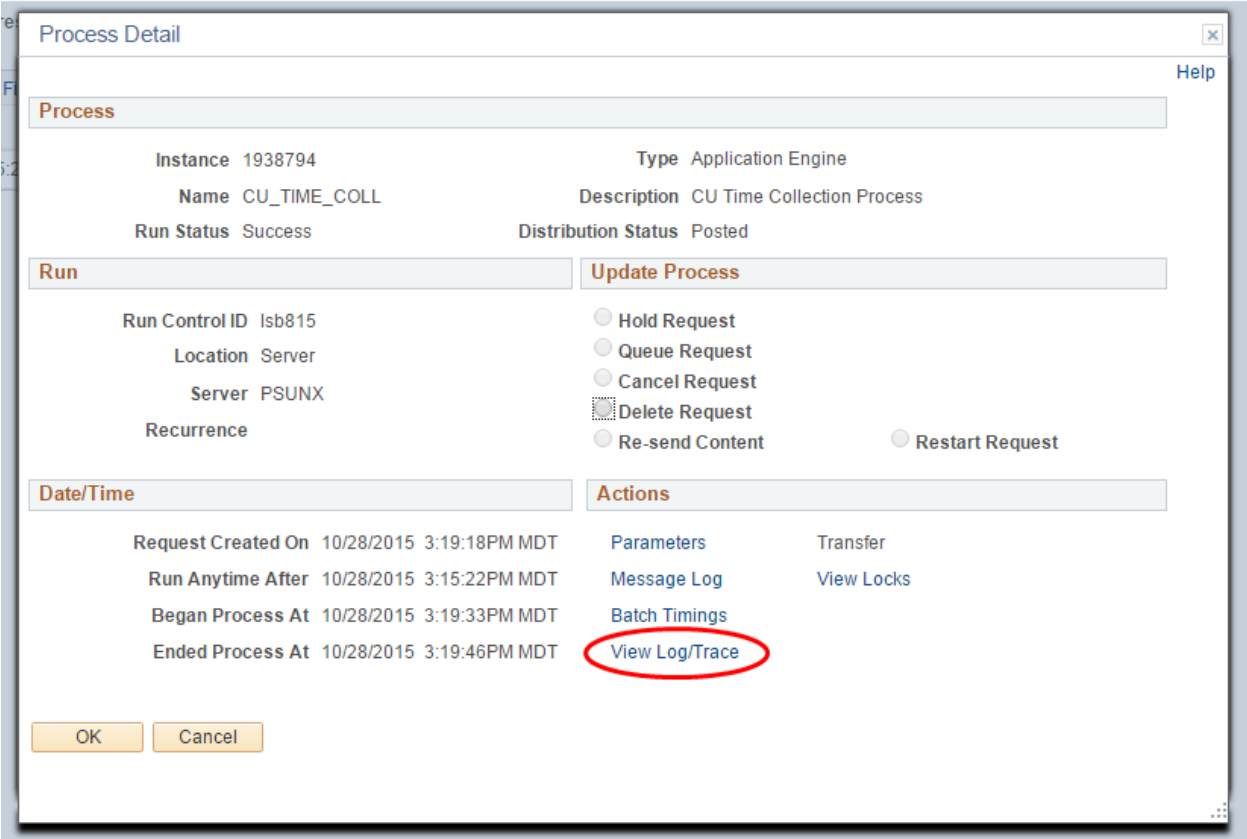 res
Process Detail
Help
Fi
Process
Instance 1938794 Type Application Engine
Name CU_TIME_COLL Description CU Time Collection Process
Run Status Success Distribution Status Posted
Run Update Process
Run Control ID lsb815 Hold Request
Location Server Queue Request
Server PSUNX Cancel Request
Recurrence Delete Request
Re-send Content Restart Request
Date/Time Actions
Request Created On 10/28/2015 3:19:18PM MDT Parameters Transfer
Run Anytime After 10/28/2015 3:15:22PM MDT Message Log View Locks
Began Process At 10/28/2015 3:19:33PM MDT Batch Timings
Ended Process At 10/28/2015 3:19:46PM MDT View Log/Trace
OK Cancel